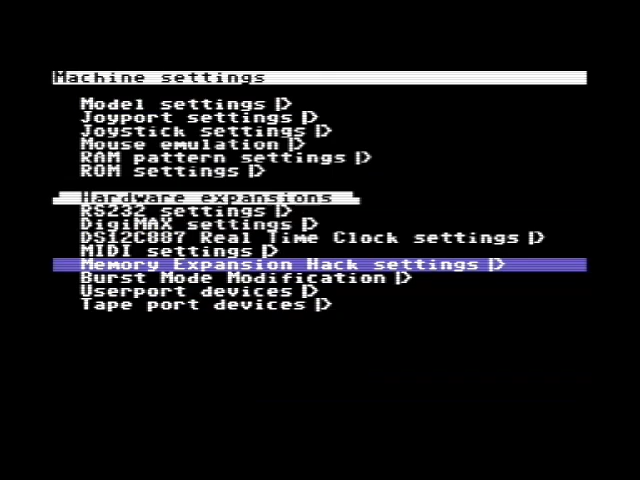 Machine settings
Model settings
Joyport settings
Joystick settings
Mouse emulation
RAM pattern settings
ROM settings
Hardware expansions
RS232 settings
DigiMAX settings
DS12C887 Real Time Clock settings
MIDI settings
Memory Expansion Hack settings
Burst Mode Modification
Userport devices
Tape port devices